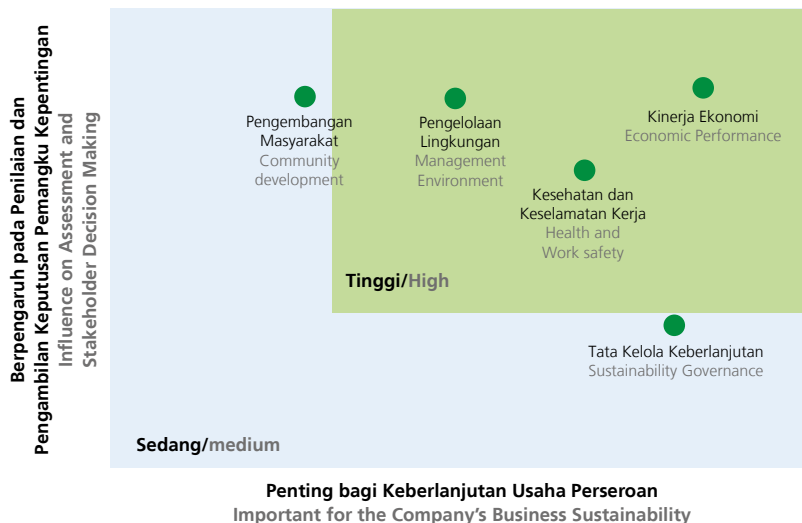 Berpengaruh pada Penilaian dan
Pengambilan Keputusan Pemangku Kepentingan
Influence on Assessment and
Stakeholder Decision Making
Pengembangan
Masyarakat
Community
development
Pengelolaan
Lingkungan
Management
Environment
Kinerja Ekonomi
Economic Performance
Kesehatan dan
Keselamatan Kerja
Health and
Work safety
Tinggi/High
Tata Kelola Keberlanjutan
Sustainability Governance
Sedang/medium
Penting bagi Keberlanjutan Usaha Perseroan
Important for the Company's Business Sustainability